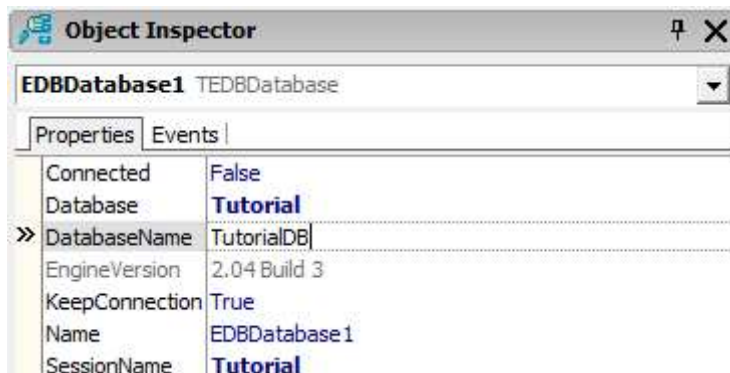 Object Inspector
EDBDatabase1 TEDBDatabase
Properties Events
Connected False
Database Tutorial
DatabaseName TutorialDB
EngineVersion 2.04 Build 3
KeepConnection True
Name EDBDatabase1
SessionName Tutorial